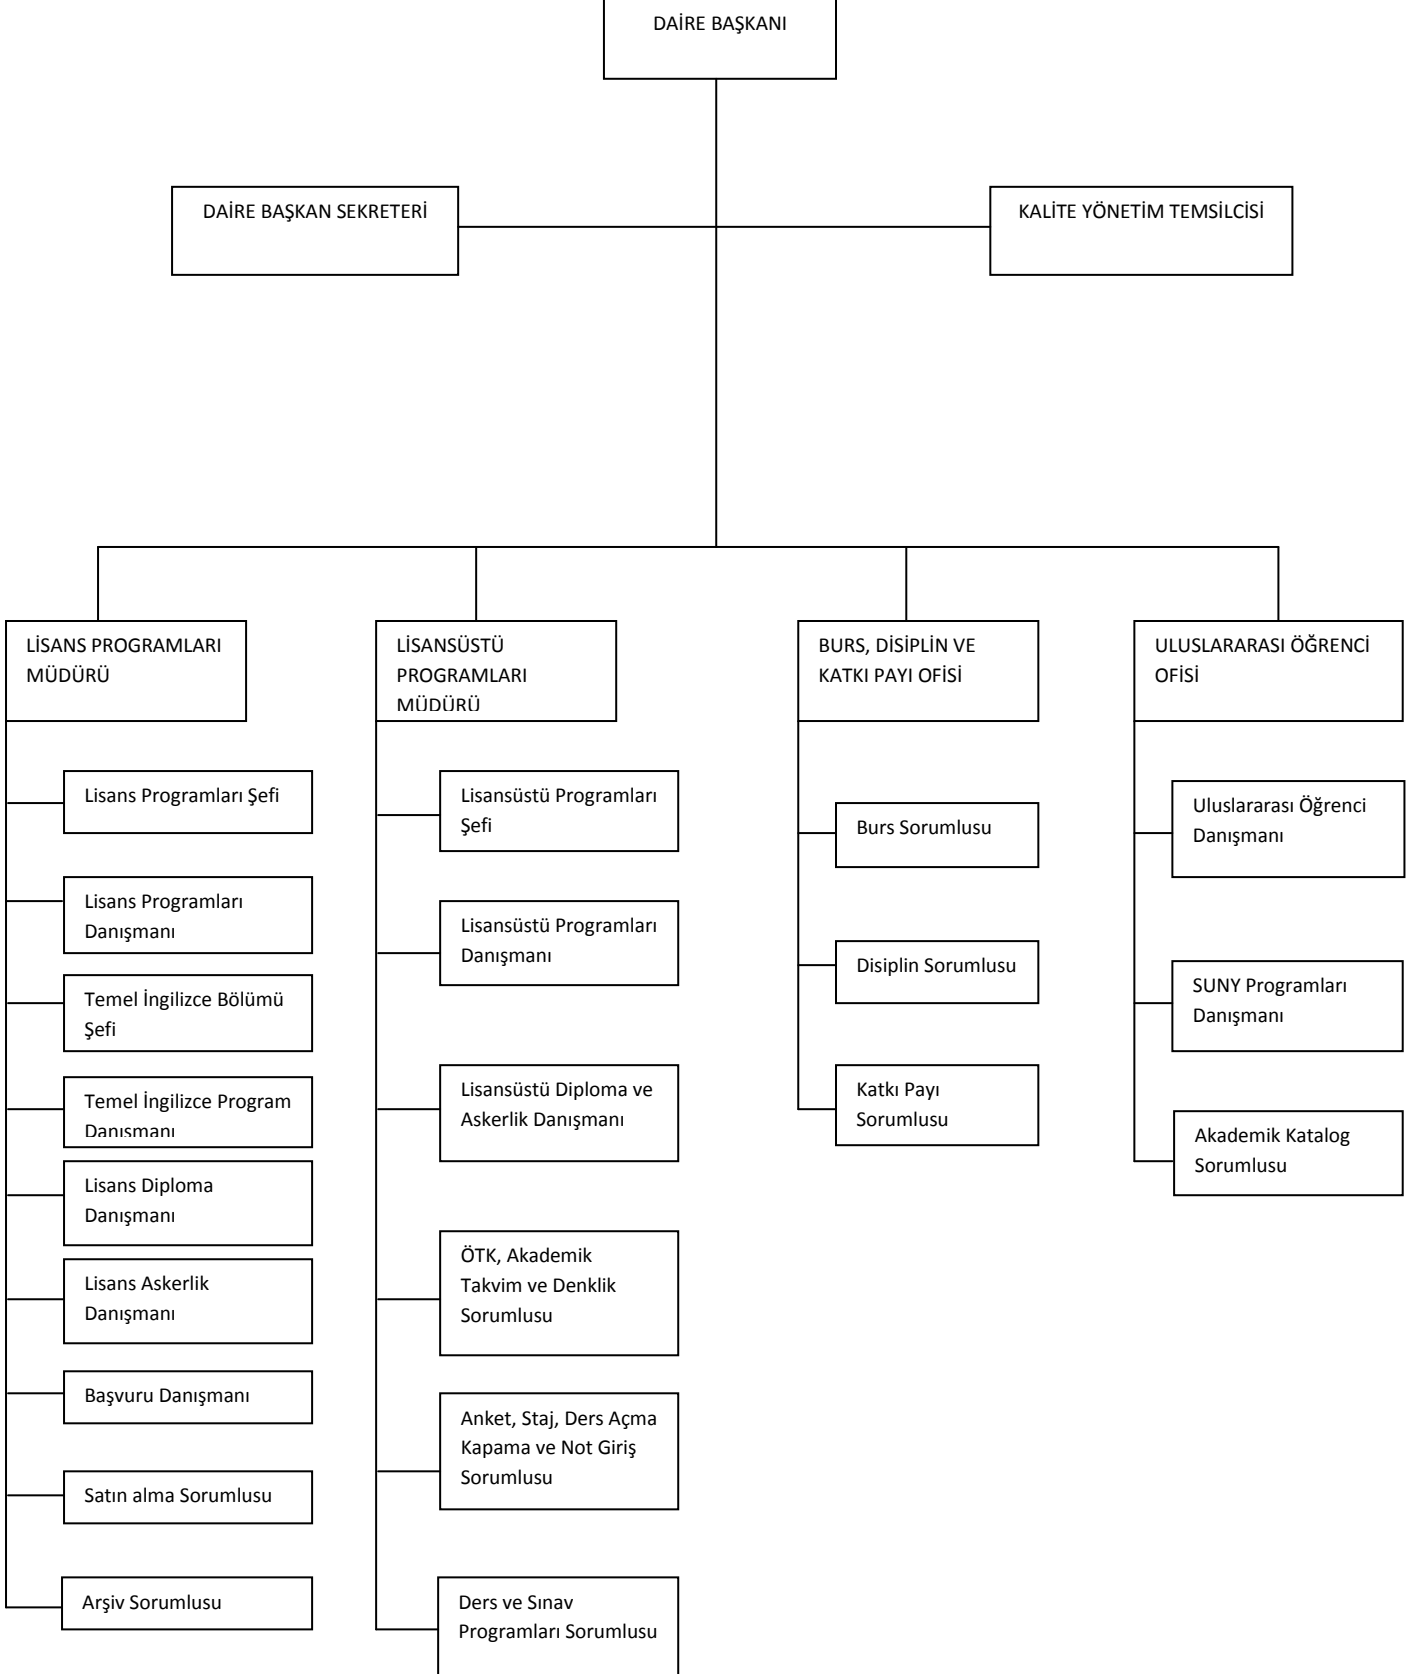 DAİRE BAŞKANI
DAİRE BAŞKAN SEKRETERİ
KALİTE YÖNETİM TEMSİLCİSİ
LİSANS PROGRAMLARI
MÜDÜRÜ
Lisans Programları Şefi
Lisans Programları
Danışmanı
Temel İngilizce Bölümü
Şefi
Temel İngilizce Program
Danışmanı
Lisans Diploma
Danışmanı
Lisans Askerlik
Danışmanı
Başvuru Danışmanı
Satın alma Sorumlusu
Arşiv Sorumlusu
LİSANSÜSTÜ
PROGRAMLARI
MÜDÜRÜ
Lisansüstü Programları
Şefi
Lisansüstü Programları
Danışmanı
Lisansüstü Diploma ve
Askerlik Danışmanı
ÖTK, Akademik
Takvim ve Denklik
Sorumlusu
Anket, Staj, Ders Açma
Kapama ve Not Giriş
Sorumlusu
Ders ve Sınav
Programları Sorumlusu
BURS, DİSİPLİN VE
KATKI PAYI OFİSİ
Burs Sorumlusu
Disiplin Sorumlusu
Katkı Payı
Sorumlusu
ULUSLARARASI ÖĞRENCİ
OFİSİ
Uluslararası Öğrenci
Danışmanı
SUNY Programları
Danışmanı
Akademik Katalog
Sorumlusu